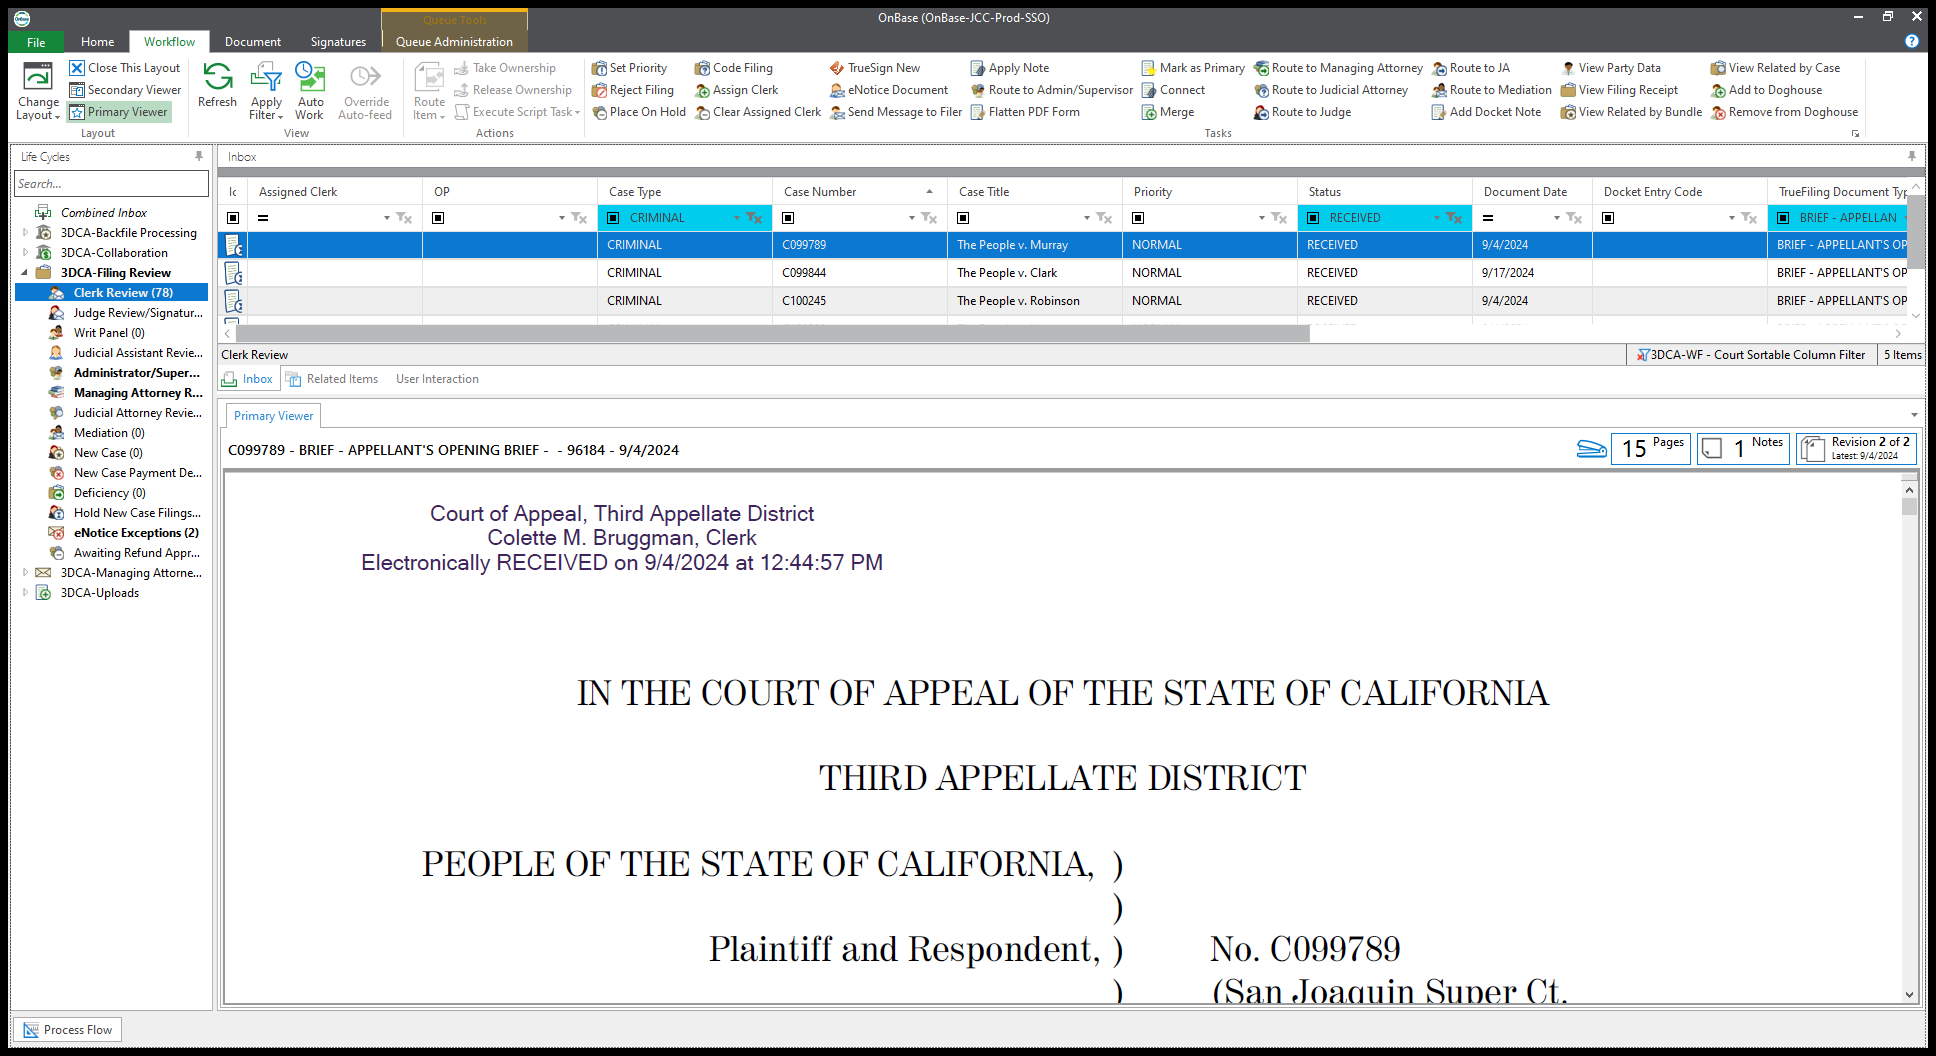 OnBase (OnBase-JCC-Prod-SSO)
Queue Tools
File Home Workflow Document Signatures Queue Administration
Change Layout
Close This Layout
Secondary Viewer
Primary Viewer
Layout
Refresh
Apply Filter
Auto Work
Override Auto-feed
View
Route Item
Take Ownership
Release Ownership
Execute Script Task
Actions
Set Priority
Reject Filing
Place On Hold
Code Filing
Assign Clerk
Clear Assigned Clerk
TrueSign New
eNotice Document
Send Message to Filer
Apply Note
Route to Admin/Supervisor
Flatten PDF Form
Mark as Primary
Connect
Merge
Route to Managing Attorney
Route to Judicial Attorney
Route to Judge
Route to JA
Route to Mediation
Add Docket Note
View Party Data
View Filing Receipt
View Related by Bundle
View Related by Case
Add to Doghouse
Remove from Doghouse
Tasks
Life Cycles
Search...
Combined Inbox
3DCA-Backfile Processing
3DCA-Collaboration
3DCA-Filing Review
Clerk Review (78)
Judge Review/Signatur...
Writ Panel (0)
Judicial Assistant Revie...
Administrator/Super...
Managing Attorney R...
Judicial Attorney Revie...
Mediation (0)
New Case (0)
New Case Payment De...
Deficiency (0)
Hold New Case Filings...
eNotice Exceptions (2)
Awaiting Refund Appr...
3DCA-Managing Attorne...
3DCA-Uploads
Process Flow
Inbox
Ic Assigned Clerk OP Case Type Case Number Case Title Priority Status Document Date Docket Entry Code TrueFiling Document Typ
= CRIMINAL RECEIVED = BRIEF - APPELLAN
CRIMINAL C099789 The People v. Murray NORMAL RECEIVED 9/4/2024 BRIEF - APPELLANT'S OP
CRIMINAL C099844 The People v. Clark NORMAL RECEIVED 9/17/2024 BRIEF - APPELLANT'S OP
CRIMINAL C100245 The People v. Robinson NORMAL RECEIVED 9/4/2024 BRIEF - APPELLANT'S OP
Clerk Review 3DCA-WF - Court Sortable Column Filter 5 Items
Inbox Related Items User Interaction
Primary Viewer
C099789 - BRIEF - APPELLANT'S OPENING BRIEF - - 96184 - 9/4/2024
15 Pages
1 Notes
Revision 2 of 2
Latest: 9/4/2024
Court of Appeal, Third Appellate District
Colette M. Bruggman, Clerk
Electronically RECEIVED on 9/4/2024 at 12:44:57 PM
IN THE COURT OF APPEAL OF THE STATE OF CALIFORNIA
THIRD APPELLATE DISTRICT
PEOPLE OF THE STATE OF CALIFORNIA, )
)
Plaintiff and Respondent, ) No. C099789
) (San Joaquin Super Ct.